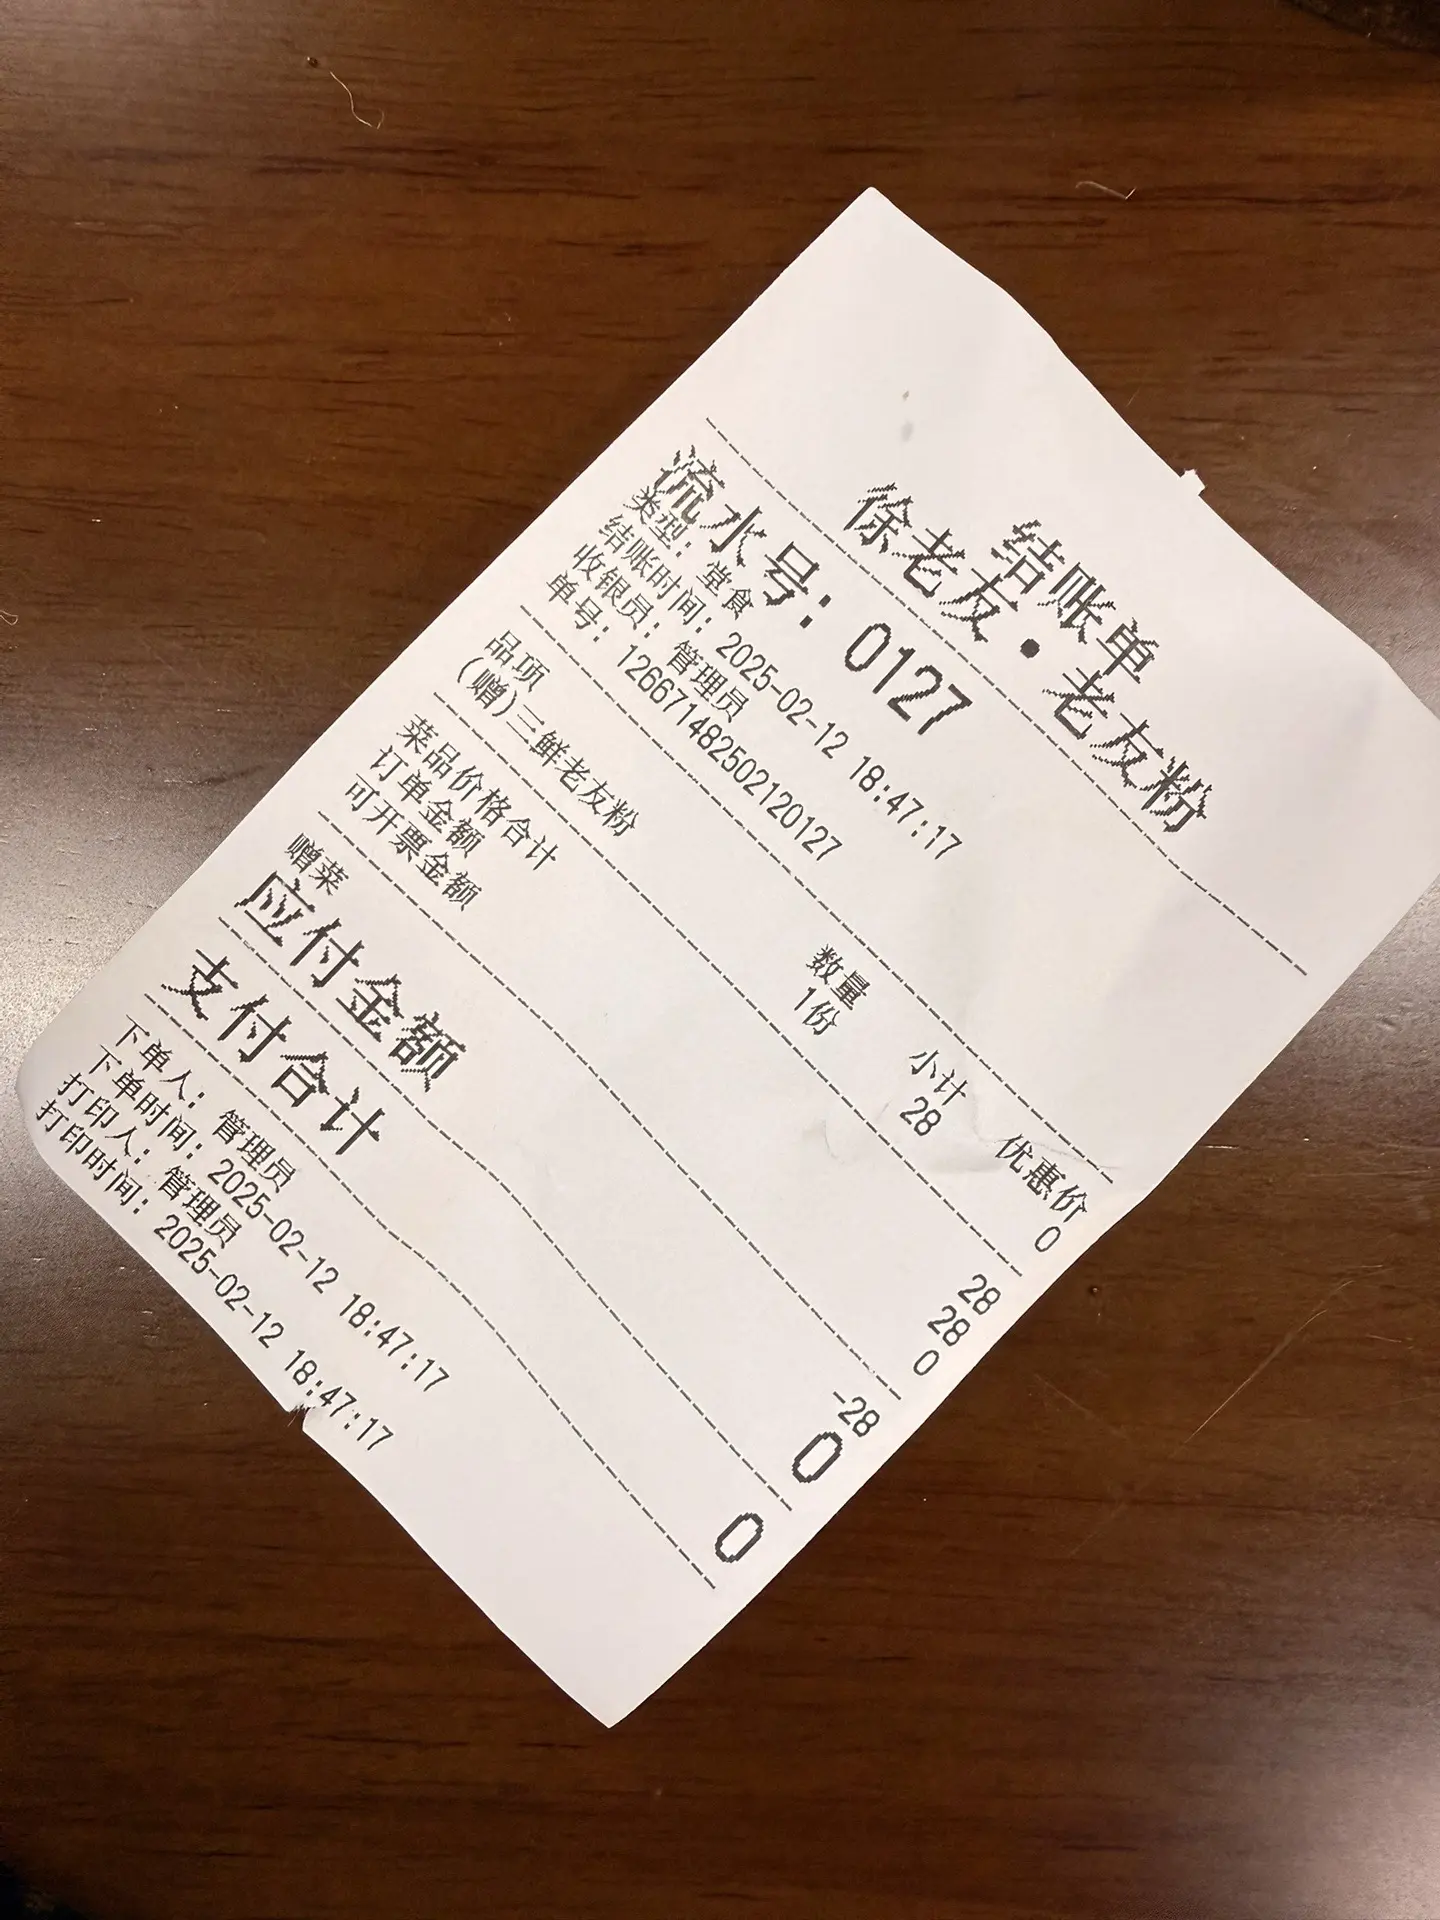 结账单
徐老友·老友粉
流水号：0127
类型：堂食
结账时间：2025-02-12 18:47:17
收银员：管理员
单号：126671482502120127
品项 数量 小计 优惠价
(赠)三鲜老友粉 1份 28 0
菜品价格合计 28
订单金额 28
可开票金额 0
赠菜 -28
应付金额 0
支付合计 0
下单人：管理员
下单时间：2025-02-12 18:47:17
打印人：管理员
打印时间：2025-02-12 18:47:17